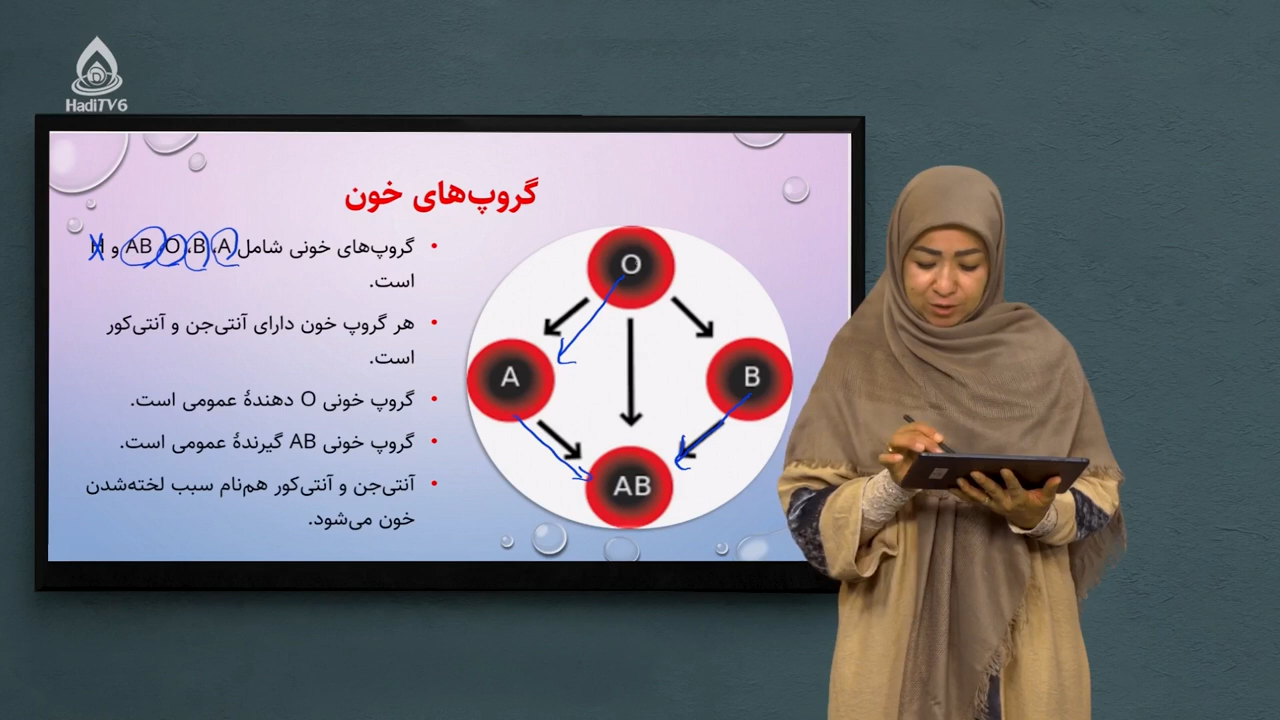 HadiTV6
گروپ‌های خون
گروپ‌های خونی شامل A، B، O، AB و H
است.
هر گروپ خون دارای آنتی‌جن و آنتی‌کور
است.
گروپ خونی O دهندهٔ عمومی است.
گروپ خونی AB گیرندهٔ عمومی است.
آنتی‌جن و آنتی‌کور هم‌نام سبب لخته‌شدن
خون می‌شود.
O
A
B
AB